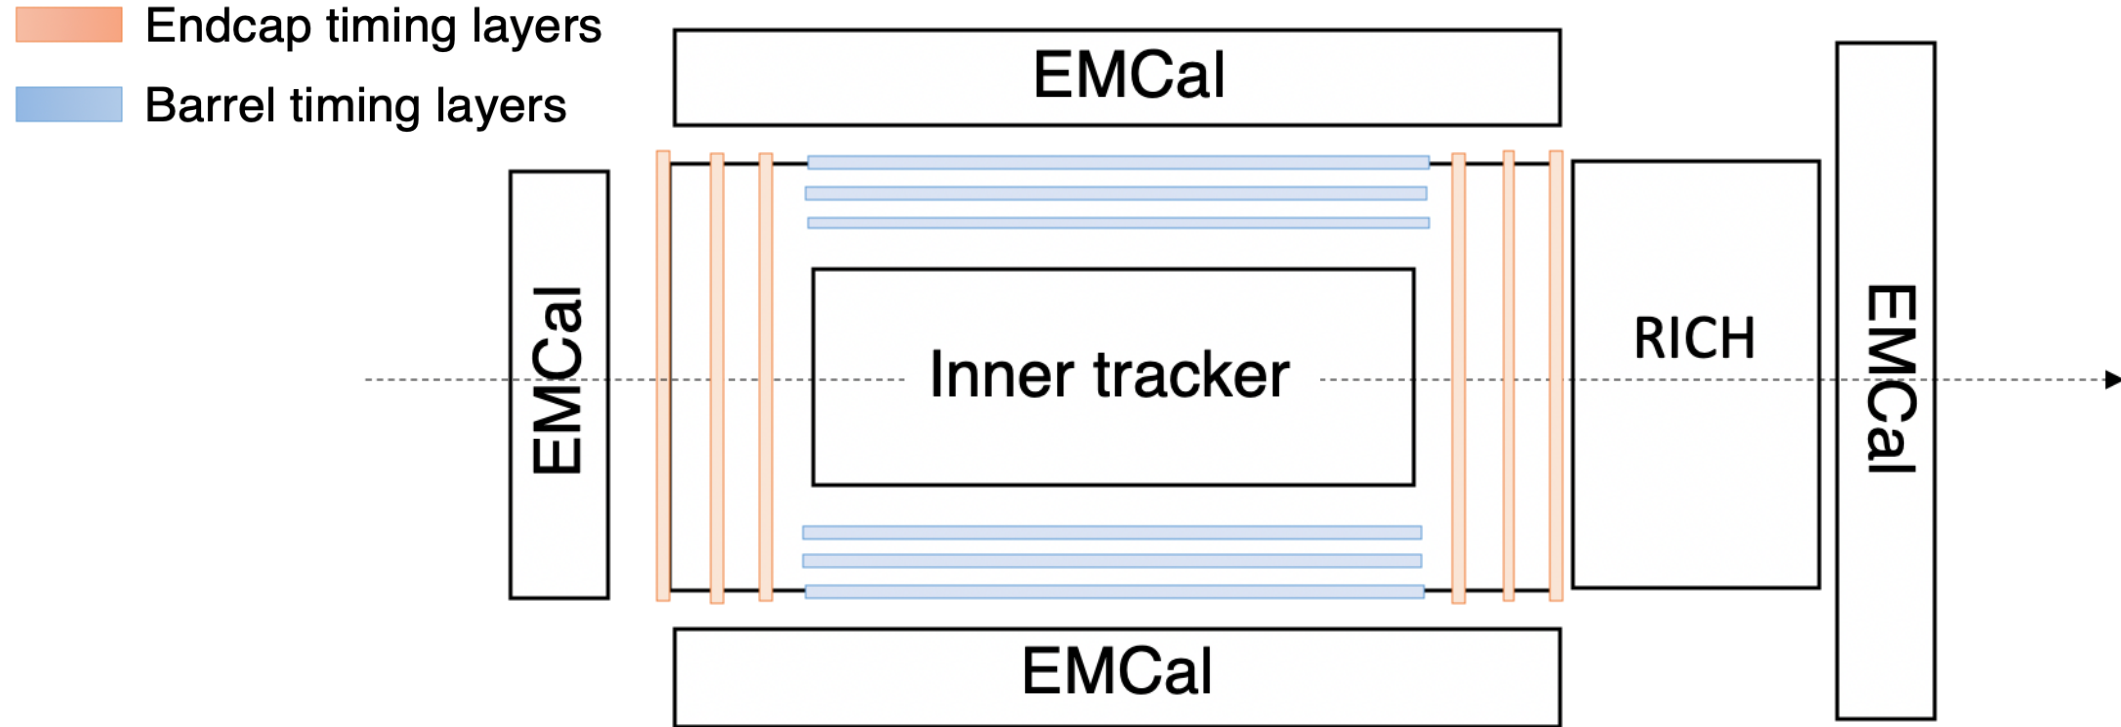 Endcap timing layers
Barrel timing layers
EMCal
EMCal
Inner tracker
RICH
EMCal
EMCal